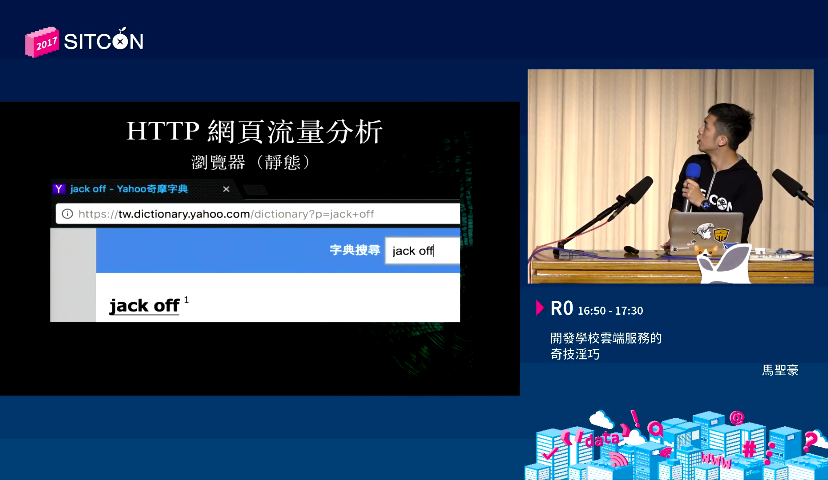 2017 SITCON
HTTP 網頁流量分析
瀏覽器（靜態）
Y jack off - Yahoo奇摩字典 ×
https://tw.dictionary.yahoo.com/dictionary?p=jack+off
字典搜尋 jack off
jack off 1
R0 16:50 - 17:30
開發學校雲端服務的
奇技淫巧
馬聖豪
data
www